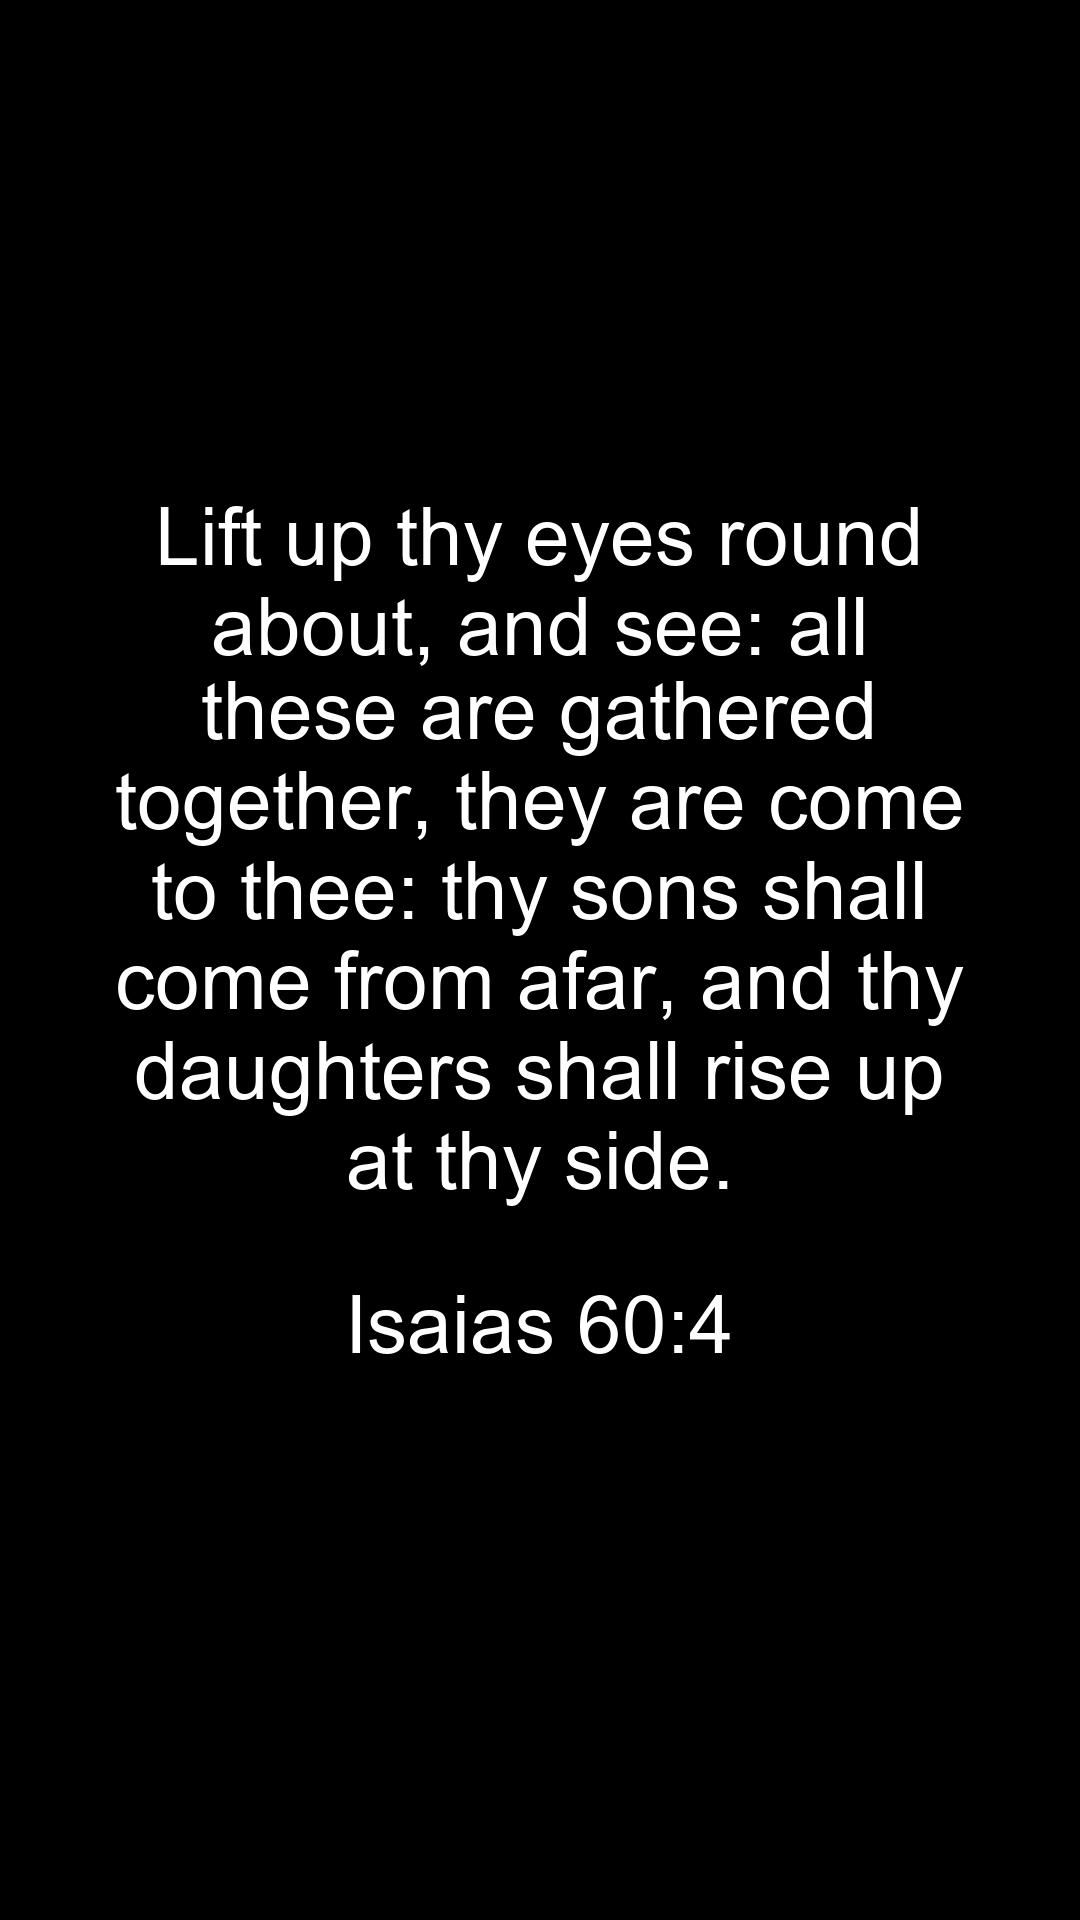 Lift up thy eyes round
about, and see: all
these are gathered
together, they are come
to thee: thy sons shall
come from afar, and thy
daughters shall rise up
at thy side.
Isaias 60:4